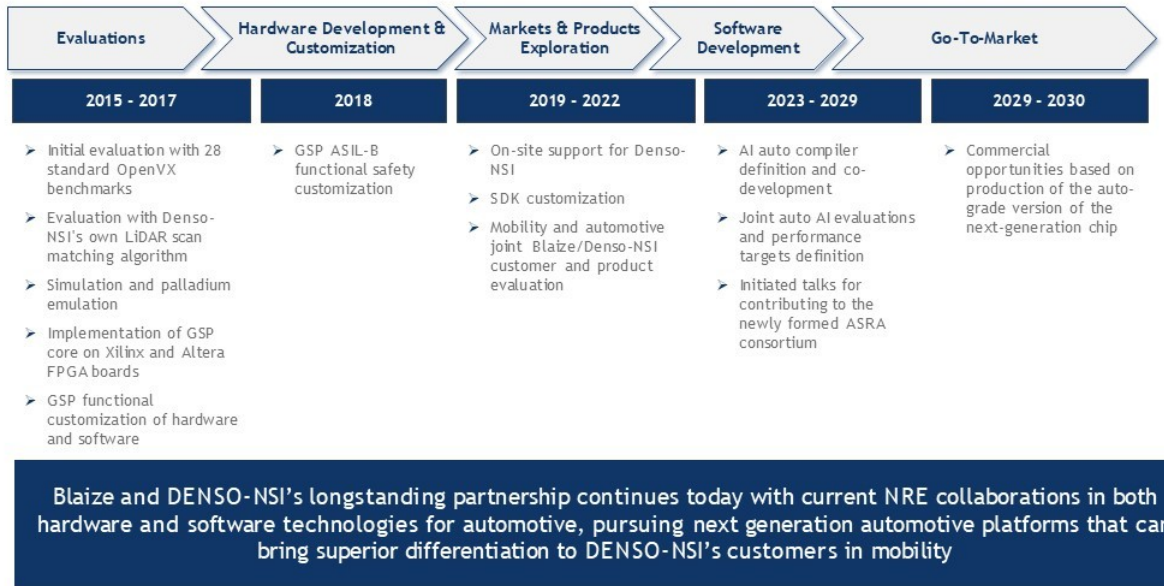 Evaluations
Hardware Development &
Customization
Markets & Products
Exploration
Software
Development
Go-To-Market
2015 - 2017
2018
2019 - 2022
2023 - 2029
2029 - 2030
Initial evaluation with 28
standard OpenVX
benchmarks
Evaluation with Denso-
NSI's own LiDAR scan
matching algorithm
Simulation and palladium
emulation
Implementation of GSP
core on Xilinx and Altera
FPGA boards
GSP functional
customization of hardware
and software
GSP ASIL-B
functional safety
customization
On-site support for Denso-
NSI
SDK customization
Mobility and automotive
joint Blaize/Denso-NSI
customer and product
evaluation
AI auto compiler
definition and co-
development
Joint auto AI evaluations
and performance
targets definition
Initiated talks for
contributing to the
newly formed ASRA
consortium
Commercial
opportunities based on
production of the auto-
grade version of the
next-generation chip
Blaize and DENSO-NSI’s longstanding partnership continues today with current NRE collaborations in both
hardware and software technologies for automotive, pursuing next generation automotive platforms that can
bring superior differentiation to DENSO-NSI’s customers in mobility